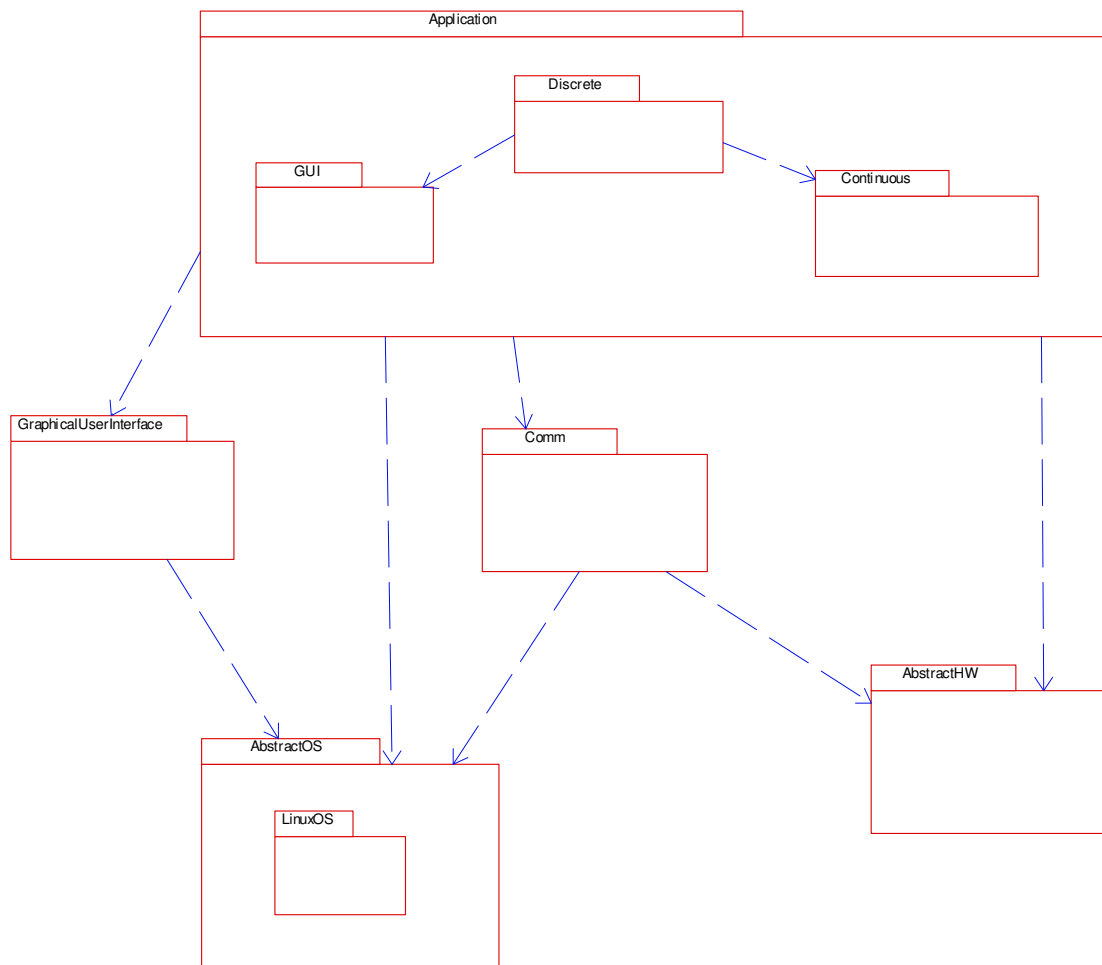 Application
Discrete
GUI
Continuous
GraphicalUserInterface
Comm
AbstractHW
AbstractOS
LinuxOS